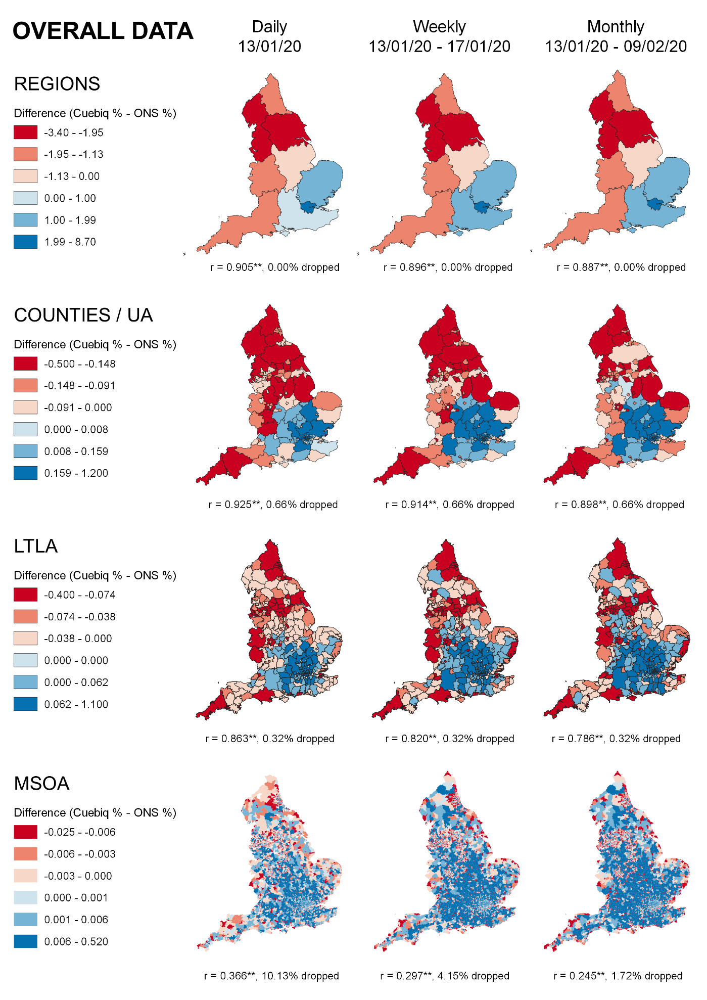 OVERALL DATA
Daily
13/01/20
Weekly
13/01/20 - 17/01/20
Monthly
13/01/20 - 09/02/20
REGIONS
Difference (Cuebiq % - ONS %)
-3.40 - -1.95
-1.95 - -1.13
-1.13 - 0.00
0.00 - 1.00
1.00 - 1.99
1.99 - 8.70
r = 0.905**, 0.00% dropped
r = 0.896**, 0.00% dropped
r = 0.887**, 0.00% dropped
COUNTIES / UA
Difference (Cuebiq % - ONS %)
-0.500 - -0.148
-0.148 - -0.091
-0.091 - 0.000
0.000 - 0.008
0.008 - 0.159
0.159 - 1.200
r = 0.925**, 0.66% dropped
r = 0.914**, 0.66% dropped
r = 0.898**, 0.66% dropped
LTLA
Difference (Cuebiq % - ONS %)
-0.400 - -0.074
-0.074 - -0.038
-0.038 - 0.000
0.000 - 0.000
0.000 - 0.062
0.062 - 1.100
r = 0.863**, 0.32% dropped
r = 0.820**, 0.32% dropped
r = 0.786**, 0.32% dropped
MSOA
Difference (Cuebiq % - ONS %)
-0.025 - -0.006
-0.006 - -0.003
-0.003 - 0.000
0.000 - 0.001
0.001 - 0.006
0.006 - 0.520
r = 0.366**, 10.13% dropped
r = 0.297**, 4.15% dropped
r = 0.245**, 1.72% dropped